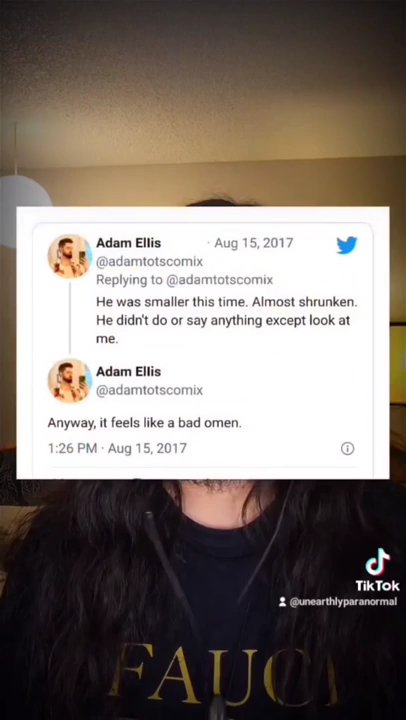 Adam Ellis · Aug 15, 2017
@adamtotscomix
Replying to @adamtotscomix
He was smaller this time. Almost shrunken.
He didn't do or say anything except look at
me.
Adam Ellis
@adamtotscomix
Anyway, it feels like a bad omen.
1:26 PM · Aug 15, 2017
TikTok
@unearthlyparanormal
FAUCI